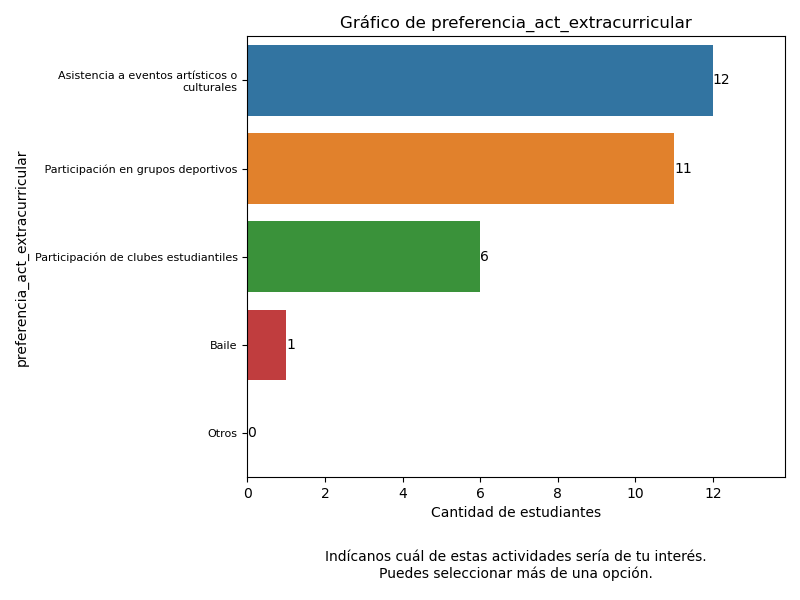 Gráfico de preferencia_act_extracurricular
preferencia_act_extracurricular
Asistencia a eventos artísticos o
culturales
12
Participación en grupos deportivos
11
Participación de clubes estudiantiles
6
Baile
1
Otros
0
0 2 4 6 8 10 12
Cantidad de estudiantes
Indícanos cuál de estas actividades sería de tu interés.
Puedes seleccionar más de una opción.